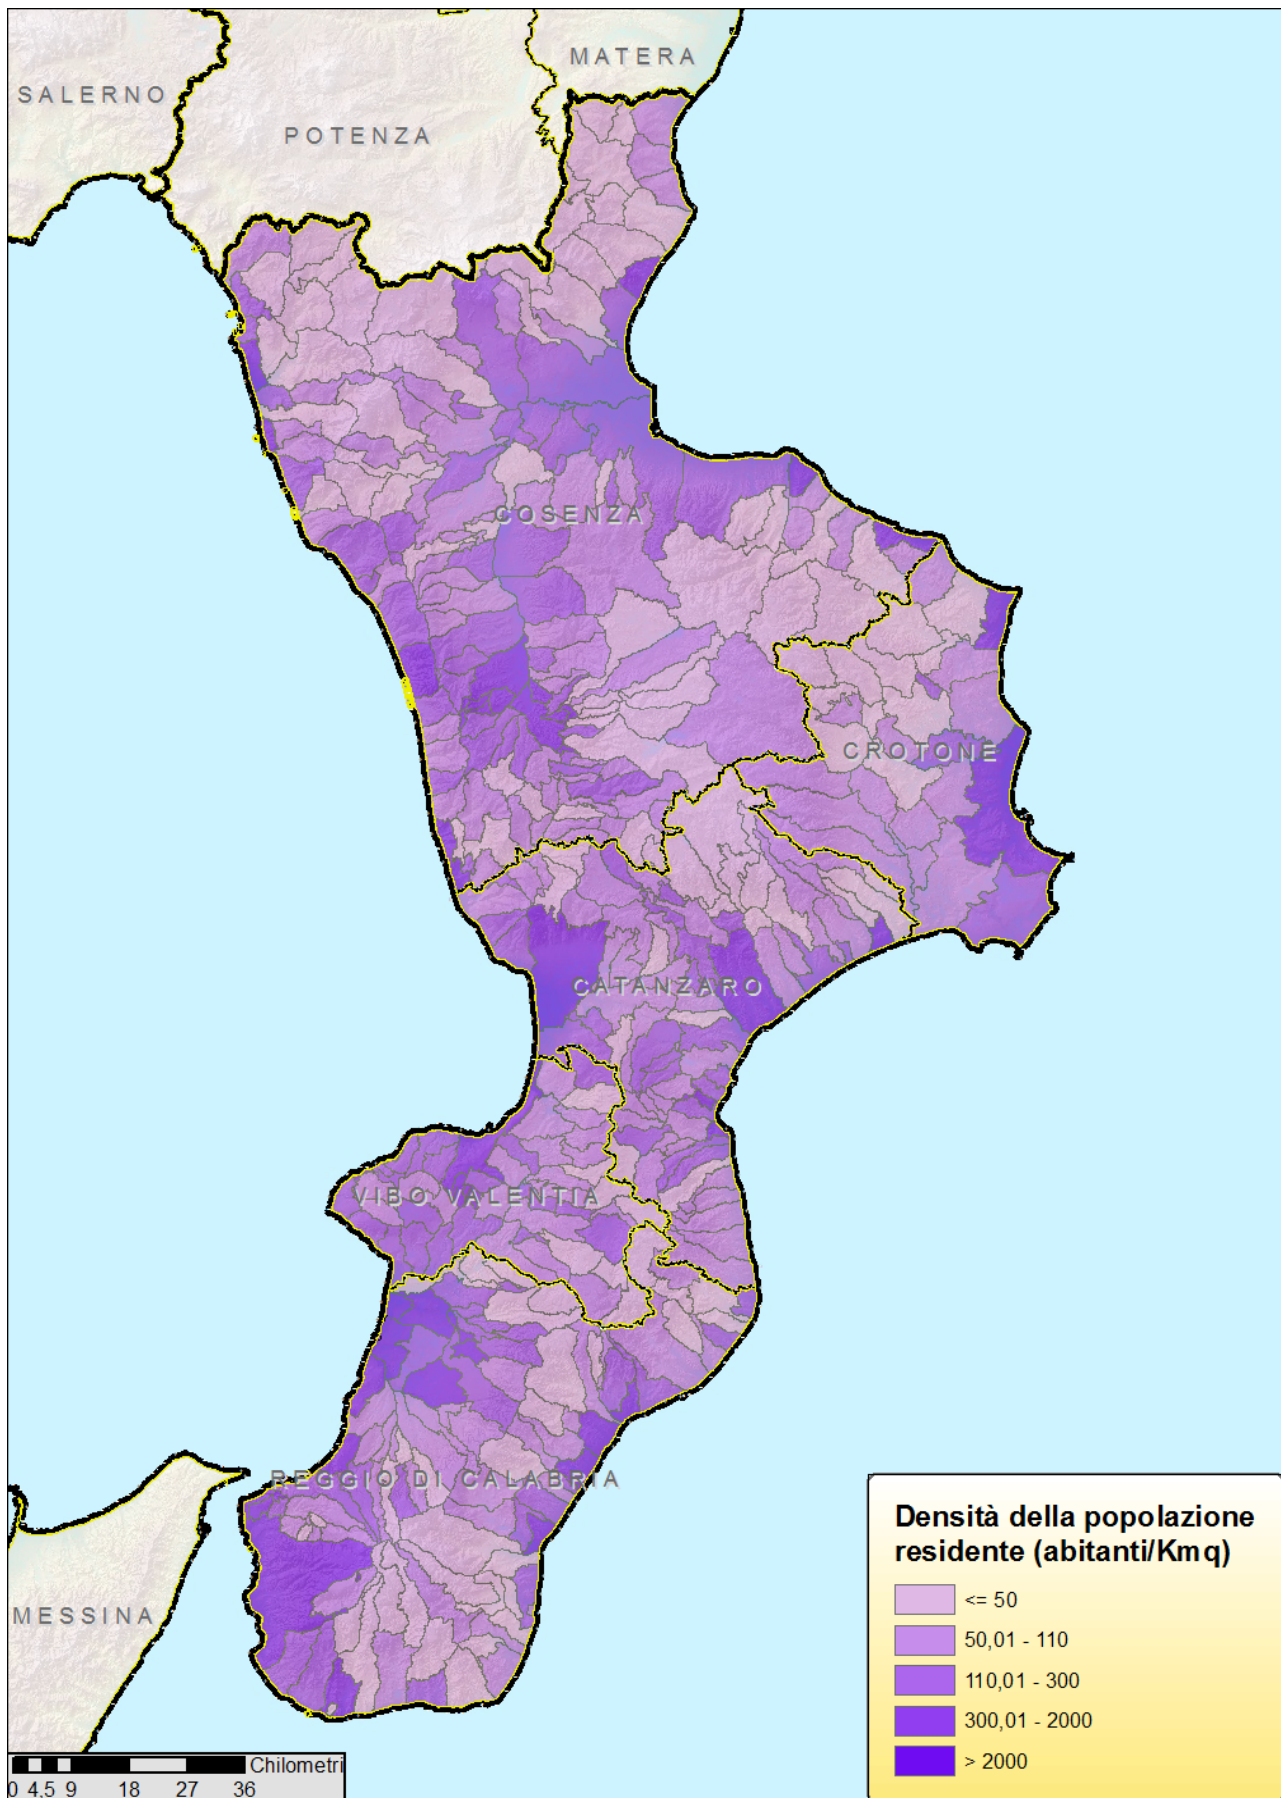 MATERA
SALERNO
POTENZA
COSENZA
CROTONE
CATANZARO
VIBO VALENTIA
REGGIO DI CALABRIA
MESSINA
Densità della popolazione
residente (abitanti/Kmq)
<= 50
50,01 - 110
110,01 - 300
300,01 - 2000
> 2000
Chilometri
0 4,5 9 18 27 36